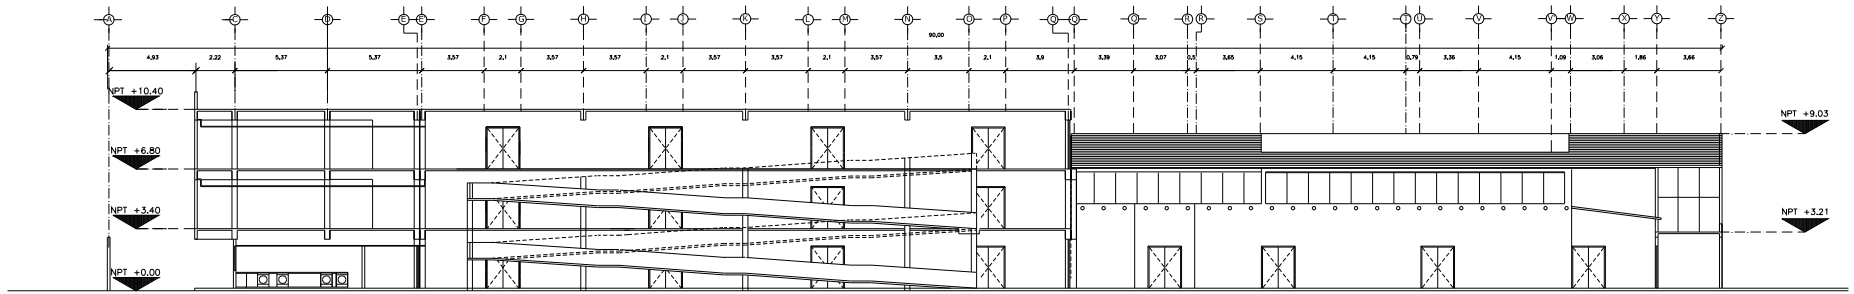 A C D E E' F G H I J K L M N O P Q Q' R R' S T T' U V V' W X Y Z
90,00
4,93 2,22 5,37 5,37 3,57 2,1 3,57 3,57 2,1 3,57 3,57 2,1 3,57 3,5 2,1 3,9 3,39 3,07 0,5 3,65 4,15 4,15 0,79 3,36 4,15 1,09 3,06 1,86 3,66
NPT +10.40
NPT +9.03
NPT +6.80
NPT +3.40
NPT +3.21
NPT +0.00